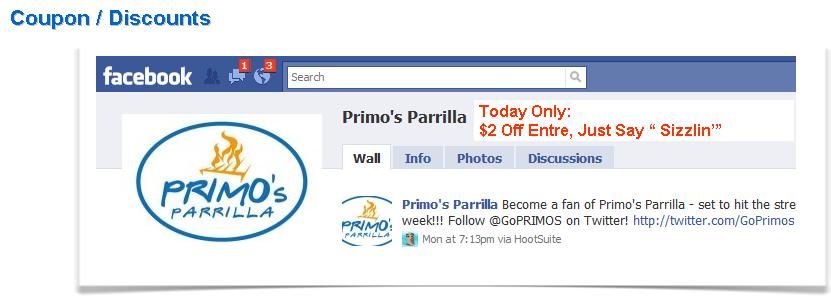 Coupon / Discounts
facebook 1 3 Search
Primo's Parrilla
Today Only:
$2 Off Entre, Just Say “ Sizzlin’”
Wall Info Photos Discussions
PRIMO's
PARRILLA
Primo's Parrilla Become a fan of Primo's Parrilla - set to hit the stre
week!!! Follow @GoPRIMOS on Twitter! http://twitter.com/GoPrimos
Mon at 7:13pm via HootSuite
PRIMO's
PARRILLA